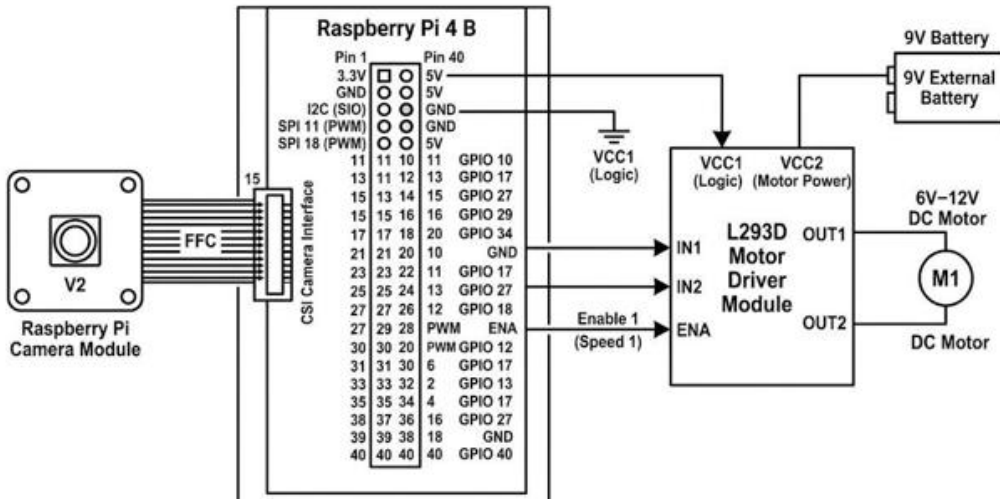 Raspberry Pi 4 B
Pin 1 Pin 40
3.3V 5V
GND 5V
I2C (SIO) GND
SPI 11 (PWM) GND
SPI 18 (PWM) 5V
11 11 10 11 GPIO 10
13 11 12 13 GPIO 17
15 13 14 15 GPIO 27
15 15 16 16 GPIO 29
17 17 18 20 GPIO 34
21 21 20 10 GND
23 23 22 11 GPIO 17
25 25 24 13 GPIO 27
27 27 26 12 GPIO 18
27 29 28 PWM ENA
30 30 20 PWM GPIO 12
31 31 30 6 GPIO 17
33 33 32 2 GPIO 13
35 35 34 4 GPIO 17
38 37 36 16 GPIO 27
39 39 38 18 GND
40 40 40 40 GPIO 40
15
CSI Camera Interface
FFC
V2
Raspberry Pi
Camera Module
VCC1
(Logic)
Enable 1
(Speed 1)
9V Battery
9V External
Battery
VCC1
(Logic)
VCC2
(Motor Power)
L293D
Motor
Driver
Module
IN1
IN2
ENA
OUT1
OUT2
6V–12V
DC Motor
M1
DC Motor